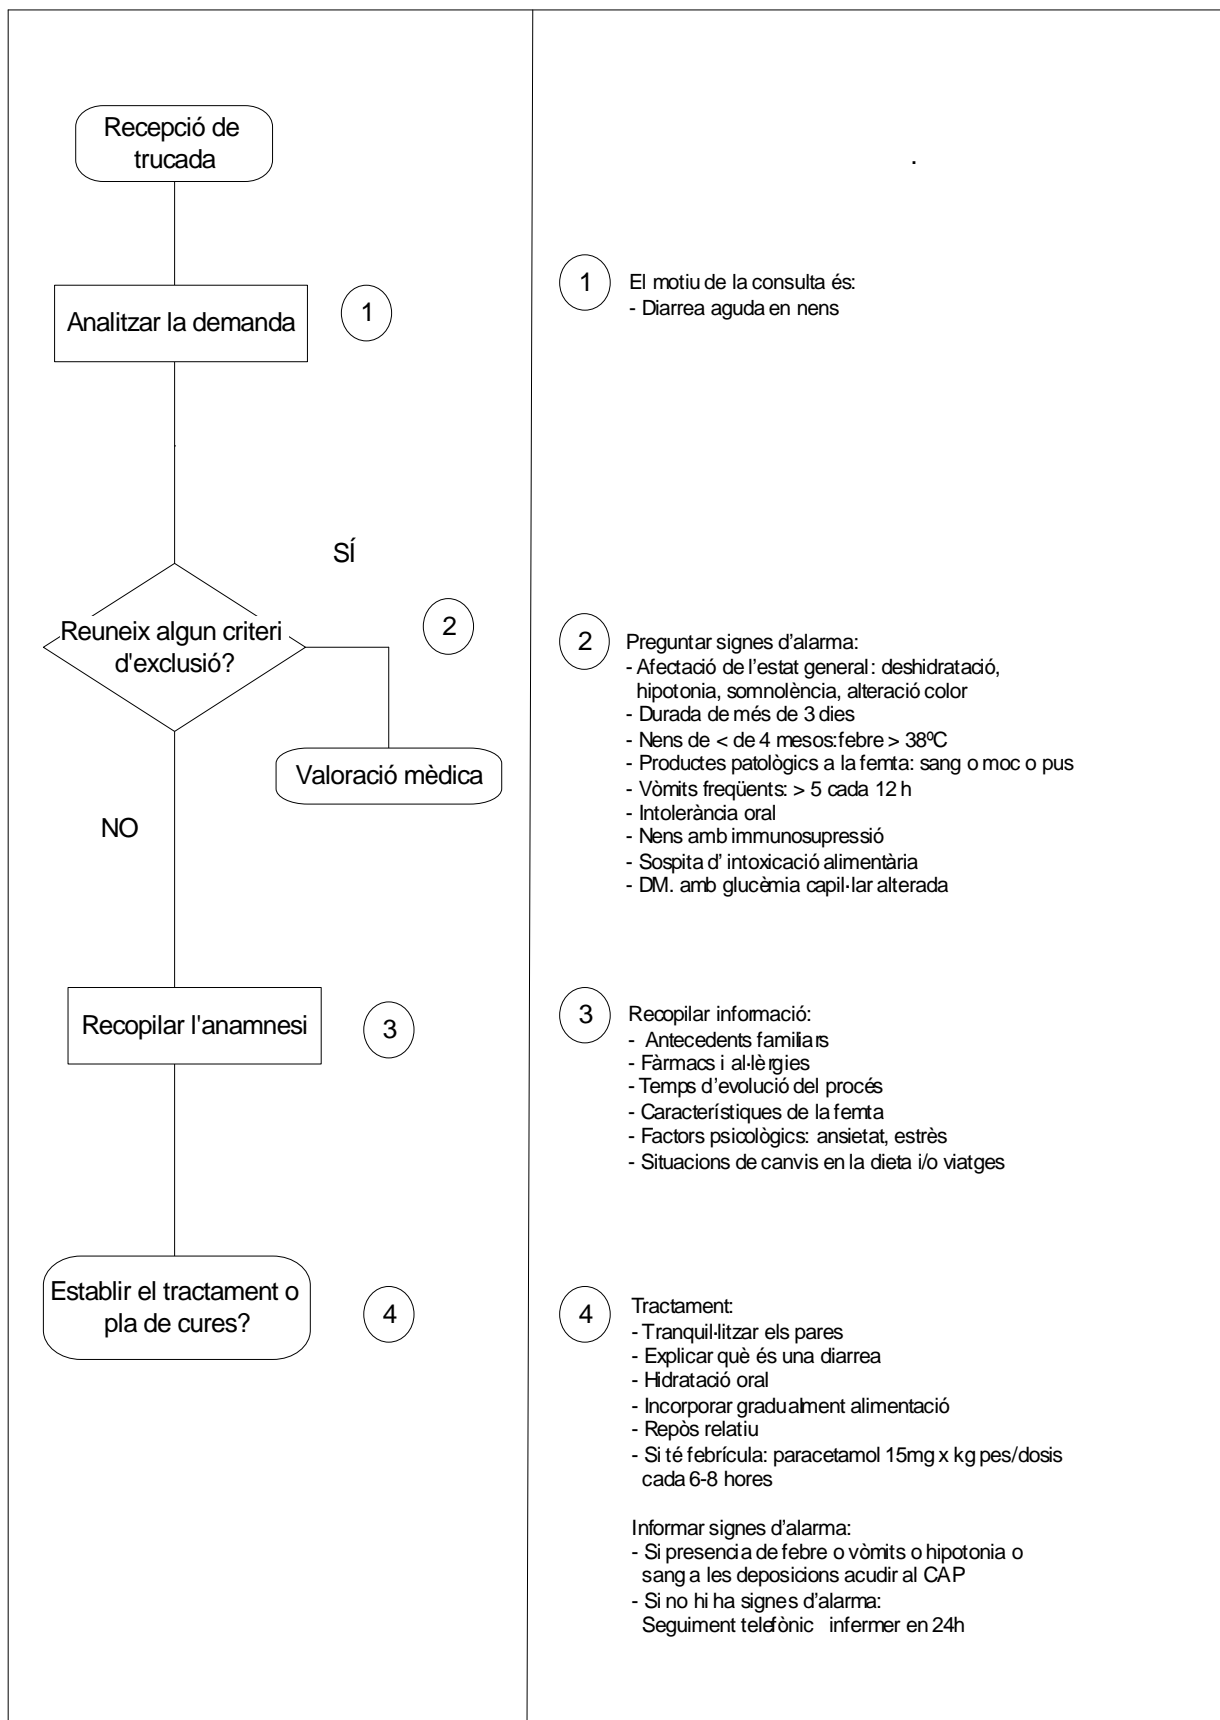 Recepció de
trucada
.
Analitzar la demanda
1
1
El motiu de la consulta és:
- Diarrea aguda en nens
SÍ
Reuneix algun criteri
d'exclusió?
2
Valoració mèdica
NO
2
Preguntar signes d'alarma:
- Afectació de l'estat general: deshidratació,
hipotonia, somnolència, alteració color
- Durada de més de 3 dies
- Nens de < de 4 mesos:febre > 38ºC
- Productes patològics a la femta: sang o moc o pus
- Vòmits freqüents: > 5 cada 12 h
- Intolerància oral
- Nens amb immunosupressió
- Sospita d' intoxicació alimentària
- DM. amb glucèmia capil·lar alterada
Recopilar l'anamnesi
3
3
Recopilar informació:
- Antecedents familiars
- Fàrmacs i al·lèrgies
- Temps d'evolució del procés
- Característiques de la femta
- Factors psicològics: ansietat, estrès
- Situacions de canvis en la dieta i/o viatges
Establir el tractament o
pla de cures?
4
4
Tractament:
- Tranquil·litzar els pares
- Explicar què és una diarrea
- Hidratació oral
- Incorporar gradualment alimentació
- Repòs relatiu
- Si té febrícula: paracetamol 15mg x kg pes/dosis
cada 6-8 hores
Informar signes d'alarma:
- Si presencia de febre o vòmits o hipotonia o
sang a les deposicions acudir al CAP
- Si no hi ha signes d'alarma:
Seguiment telefònic infermer en 24h